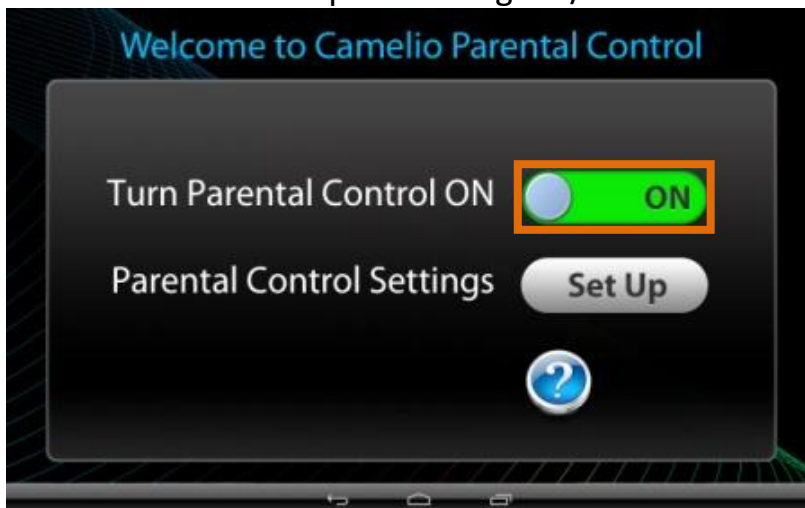 Welcome to Camelio Parental Control
Turn Parental Control ON
ON
Parental Control Settings
Set Up
?